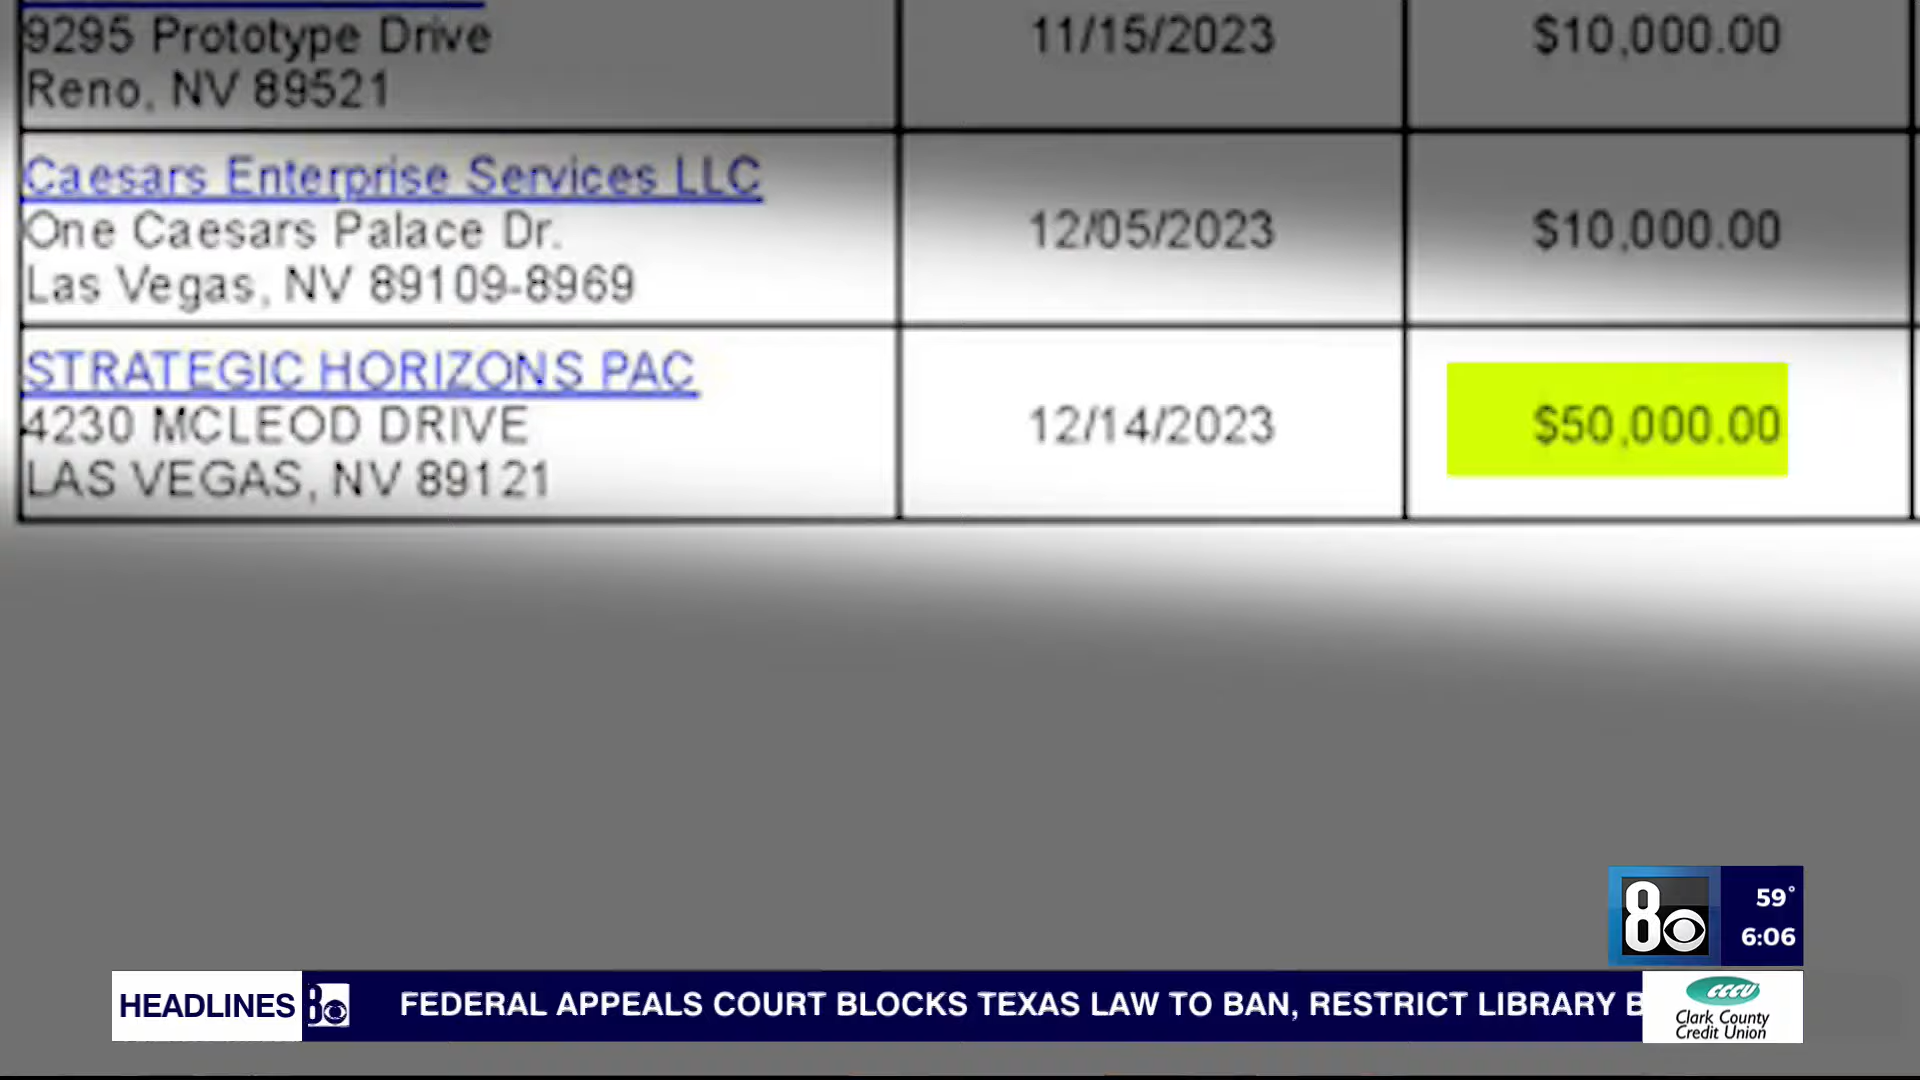 9295 Prototype Drive
Reno, NV 89521
11/15/2023
$10,000.00
Caesars Enterprise Services LLC
One Caesars Palace Dr.
Las Vegas, NV 89109-8969
12/05/2023
$10,000.00
STRATEGIC HORIZONS PAC
4230 MCLEOD DRIVE
LAS VEGAS, NV 89121
12/14/2023
$50,000.00
8
59°
6:06
HEADLINES 8 FEDERAL APPEALS COURT BLOCKS TEXAS LAW TO BAN, RESTRICT LIBRARY B
CCCU
Clark County
Credit Union